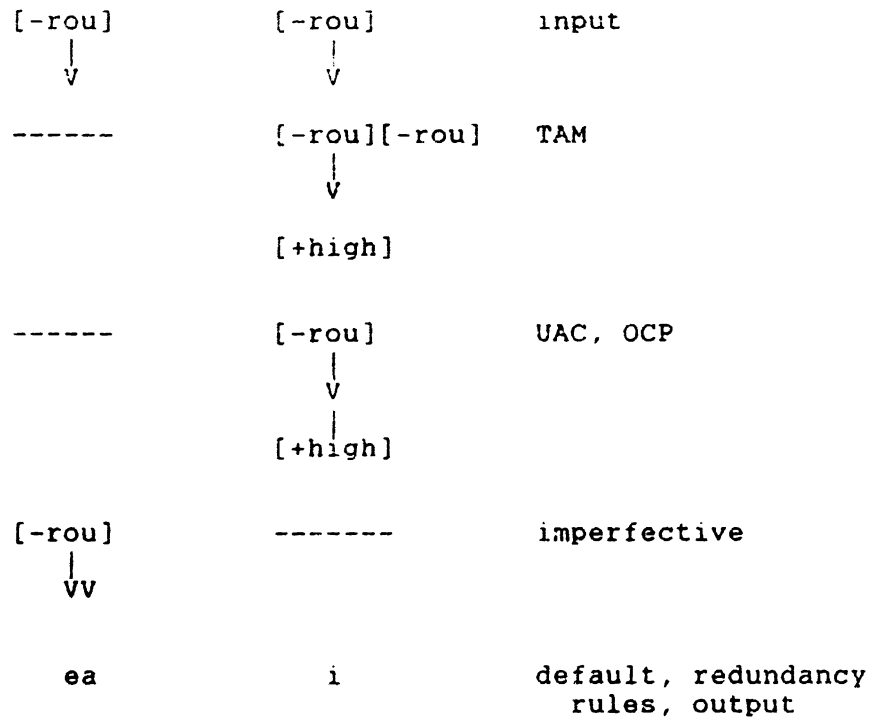 [-rou] [-rou] input
V V
------ [-rou][-rou] TAM
V
[+high]
------ [-rou] UAC, OCP
V
[+high]
[-rou] ------- imperfective
VV
ea i default, redundancy
rules, output